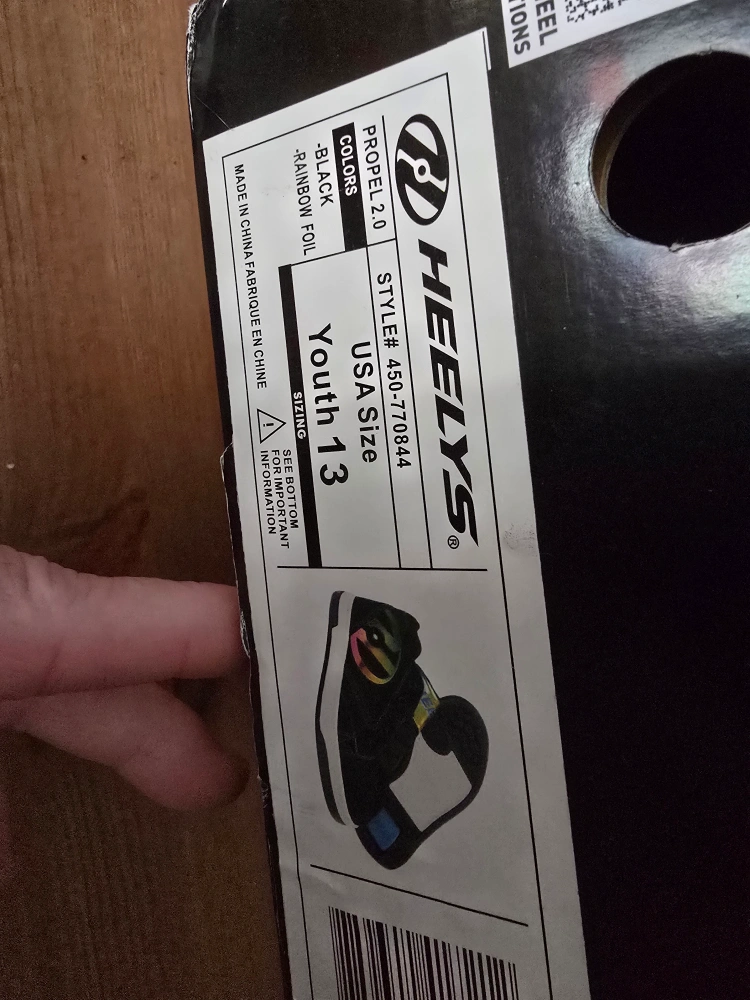 HEELYS®
PROPEL 2.0
STYLE# 450-770844
COLORS
-BLACK
-RAINBOW FOIL
USA Size
Youth 13
SIZING
MADE IN CHINA FABRIQUE EN CHINE
SEE BOTTOM
FOR IMPORTANT
INFORMATION